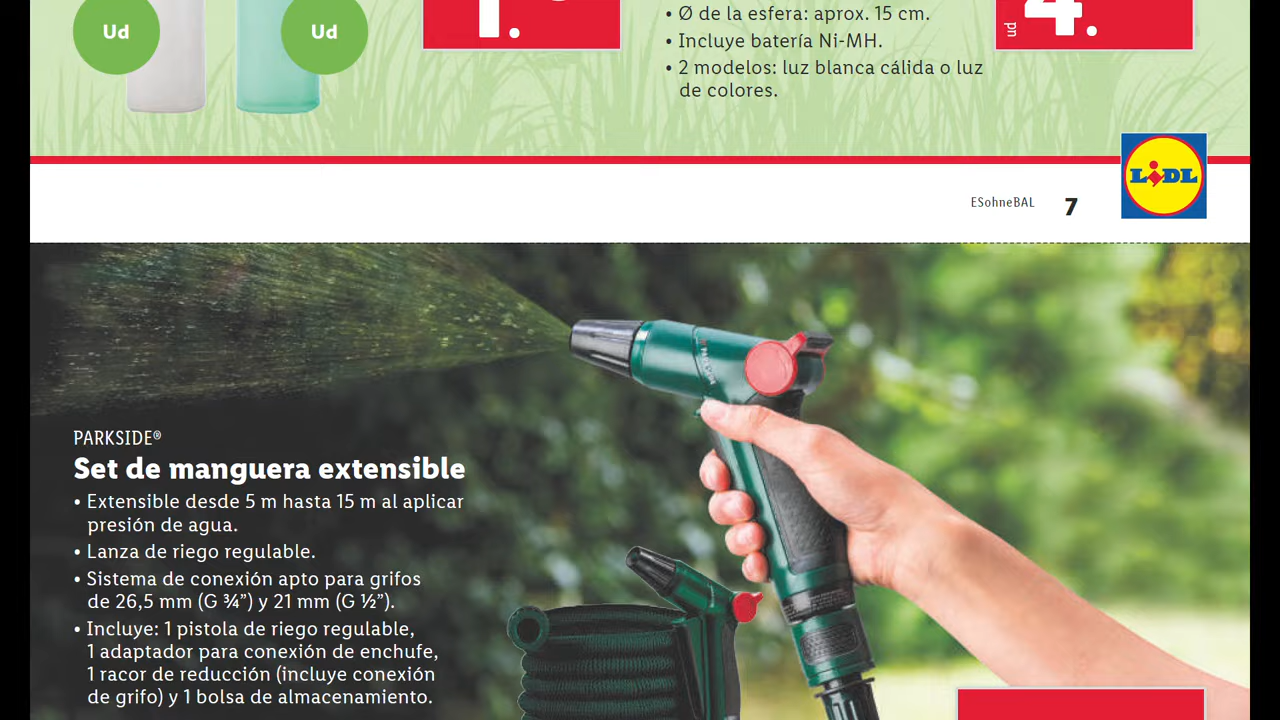 Ud
Ud
1.
• Ø de la esfera: aprox. 15 cm.
• Incluye batería Ni-MH.
• 2 modelos: luz blanca cálida o luz
de colores.
ud
4.
LIDL
ESohneBAL 7
PARKSIDE®
Set de manguera extensible
• Extensible desde 5 m hasta 15 m al aplicar
presión de agua.
• Lanza de riego regulable.
• Sistema de conexión apto para grifos
de 26,5 mm (G ¾”) y 21 mm (G ½”).
• Incluye: 1 pistola de riego regulable,
1 adaptador para conexión de enchufe,
1 racor de reducción (incluye conexión
de grifo) y 1 bolsa de almacenamiento.